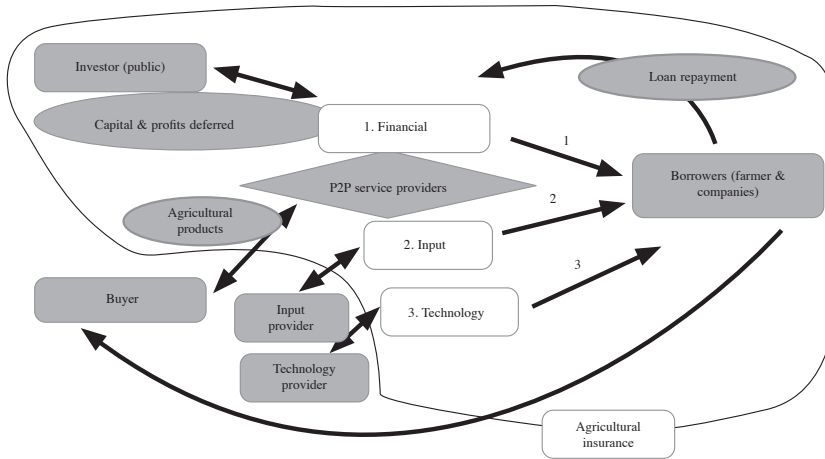 Investor (public)
Loan repayment
Capital & profits deferred
1. Financial
1
Borrowers (farmer &
companies)
P2P service providers
2
Agricultural
products
2. Input
3
Buyer
Input
provider
3. Technology
Technology
provider
Agricultural
insurance